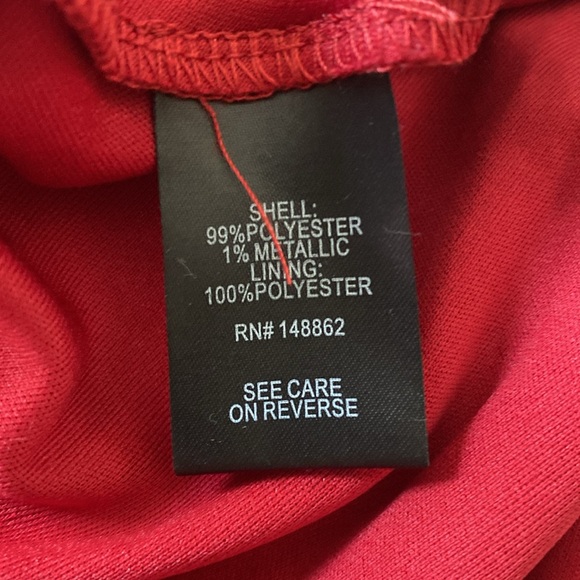 SHELL:
99%POLYESTER
1% METALLIC
LINING:
100%POLYESTER
RN# 148862
SEE CARE
ON REVERSE